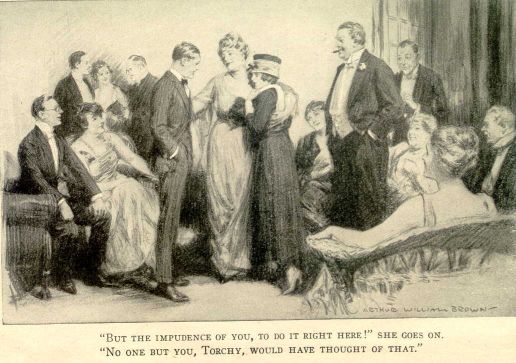 ARTHUR WILLIAM BROWN
"BUT THE IMPUDENCE OF YOU, TO DO IT RIGHT HERE!" SHE GOES ON.
"NO ONE BUT YOU, TORCHY, WOULD HAVE THOUGHT OF THAT."